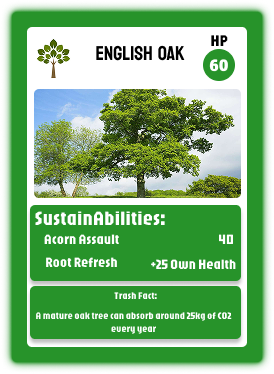 ENGLISH OAK
HP
60
SustainAbilities:
Acorn Assault 40
Root Refresh +25 Own Health
Trash Fact:
A mature oak tree can absorb around 25kg of CO2
every year